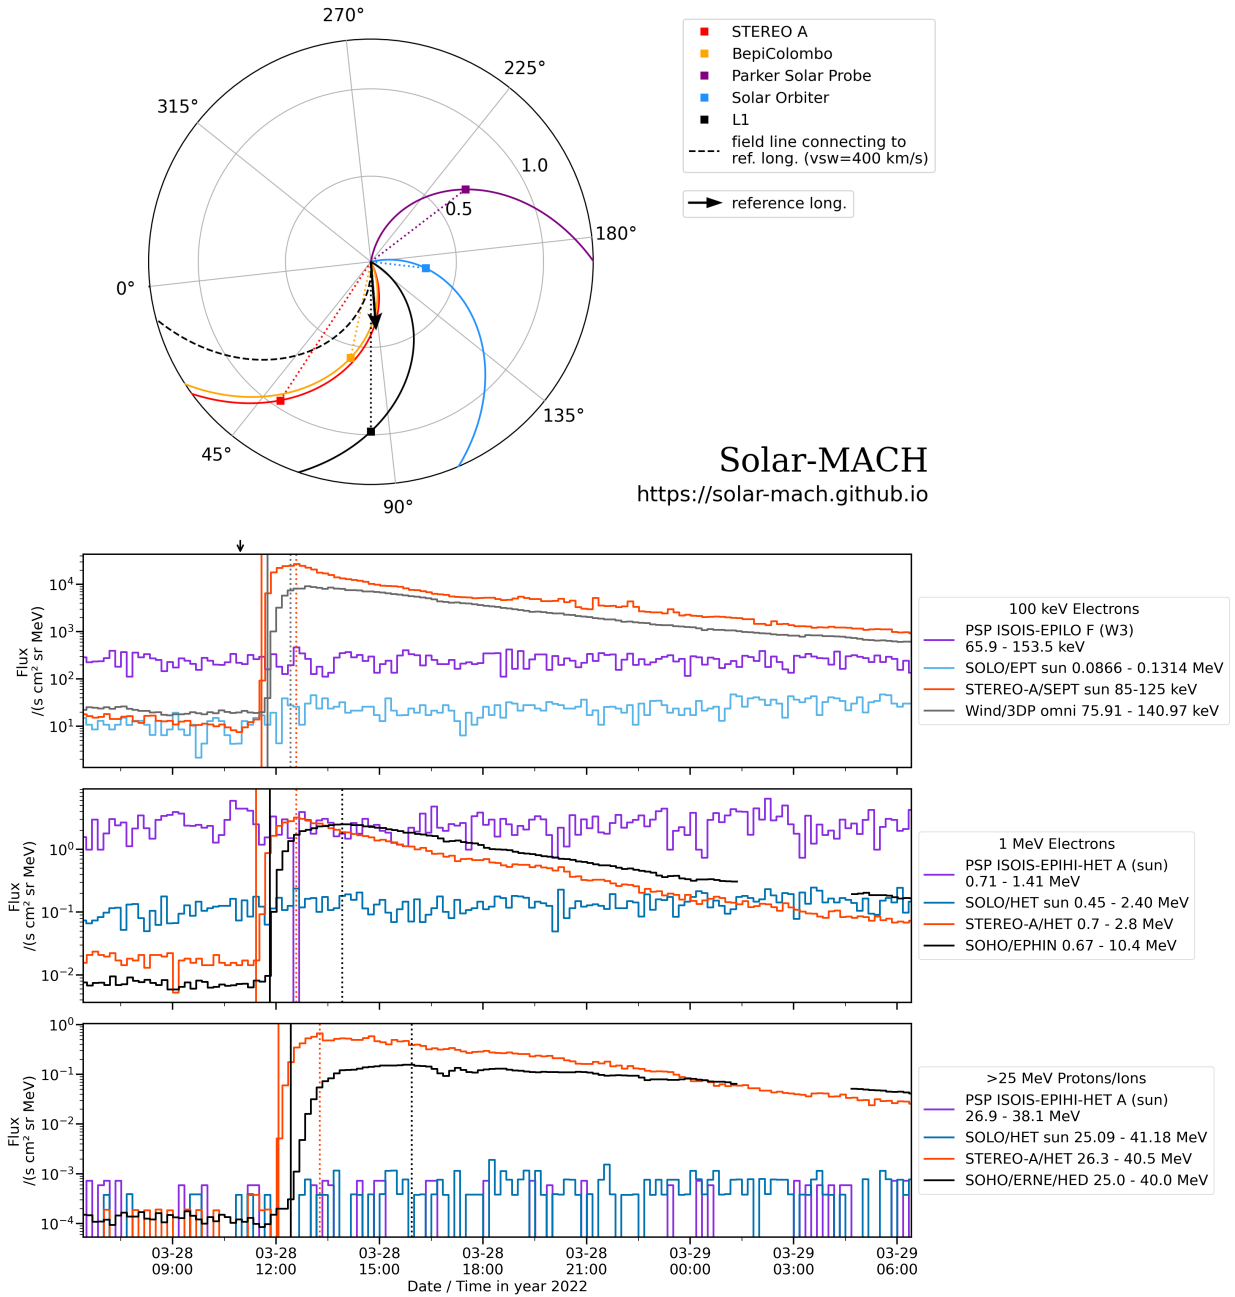 270°
225°
315°
1.0
0.5
180°
0°
135°
45°
90°
STEREO A
BepiColombo
Parker Solar Probe
Solar Orbiter
L1
field line connecting to
ref. long. (vsw=400 km/s)
reference long.
Solar-MACH
https://solar-mach.github.io
10⁴
10³
10²
10¹
Flux
/(s cm² sr MeV)
100 keV Electrons
PSP ISOIS-EPILO F (W3)
65.9 - 153.5 keV
SOLO/EPT sun 0.0866 - 0.1314 MeV
STEREO-A/SEPT sun 85-125 keV
Wind/3DP omni 75.91 - 140.97 keV
10⁰
10⁻¹
10⁻²
Flux
/(s cm² sr MeV)
1 MeV Electrons
PSP ISOIS-EPIHI-HET A (sun)
0.71 - 1.41 MeV
SOLO/HET sun 0.45 - 2.40 MeV
STEREO-A/HET 0.7 - 2.8 MeV
SOHO/EPHIN 0.67 - 10.4 MeV
10⁰
10⁻¹
10⁻²
10⁻³
10⁻⁴
Flux
/(s cm² sr MeV)
>25 MeV Protons/Ions
PSP ISOIS-EPIHI-HET A (sun)
26.9 - 38.1 MeV
SOLO/HET sun 25.09 - 41.18 MeV
STEREO-A/HET 26.3 - 40.5 MeV
SOHO/ERNE/HED 25.0 - 40.0 MeV
03-28 03-28 03-28 03-28 03-28 03-29 03-29 03-29
09:00 12:00 15:00 18:00 21:00 00:00 03:00 06:00
Date / Time in year 2022